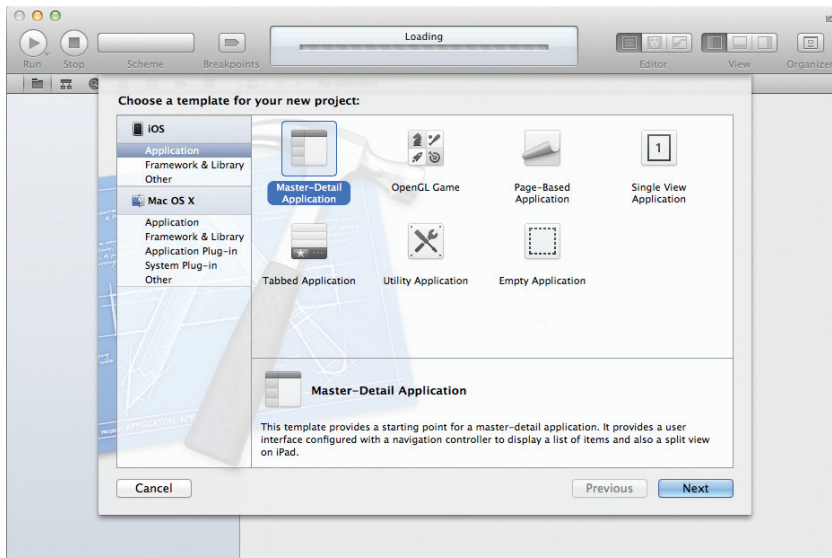 Loading
Run Stop Scheme Breakpoints Editor View Organizer
Choose a template for your new project:
iOS
Application
Framework & Library
Other
Mac OS X
Application
Framework & Library
Application Plug-in
System Plug-in
Other
Master-Detail
Application
OpenGL Game
Page-Based
Application
1
Single View
Application
Tabbed Application
Utility Application
Empty Application
Master-Detail Application
This template provides a starting point for a master-detail application. It provides a user
interface configured with a navigation controller to display a list of items and also a split view
on iPad.
Cancel
Previous
Next